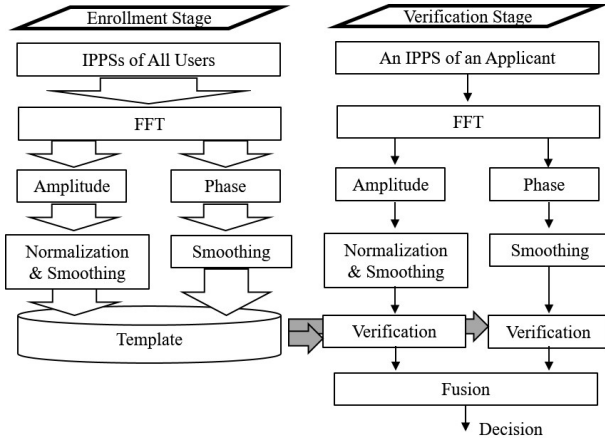 Enrollment Stage
IPPSs of All Users
FFT
Amplitude
Phase
Normalization
& Smoothing
Smoothing
Template
Verification Stage
An IPPS of an Applicant
FFT
Amplitude
Phase
Normalization
& Smoothing
Smoothing
Verification
Verification
Fusion
Decision